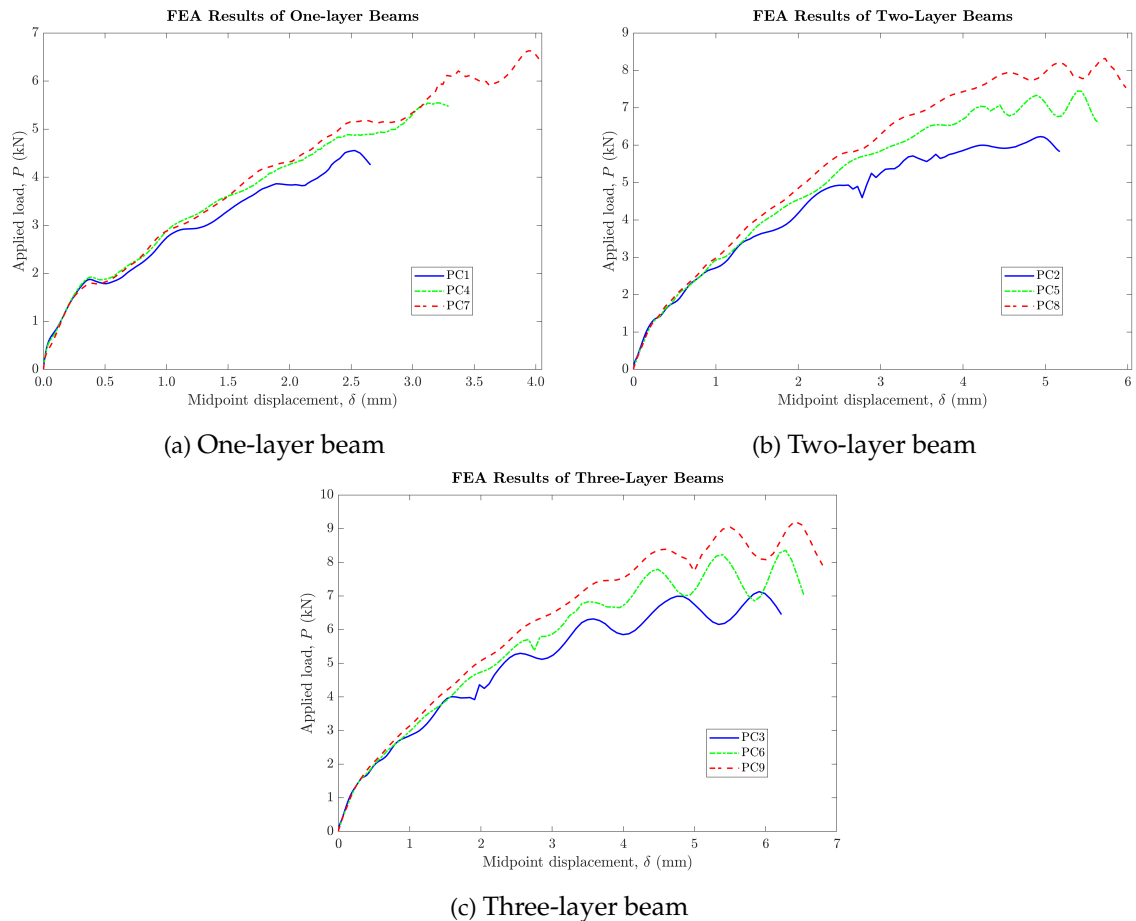 FEA Results of One-layer Beams
7
6
5
4
3
2
1
0
Applied load, P (kN)
0.0 0.5 1.0 1.5 2.0 2.5 3.0 3.5 4.0
Midpoint displacement, δ (mm)
PC1
PC4
PC7
(a) One-layer beam
FEA Results of Two-Layer Beams
9
8
7
6
5
4
3
2
1
0
Applied load, P (kN)
0 1 2 3 4 5 6
Midpoint displacement, δ (mm)
PC2
PC5
PC8
(b) Two-layer beam
FEA Results of Three-Layer Beams
10
9
8
7
6
5
4
3
2
1
0
Applied load, P (kN)
0 1 2 3 4 5 6 7
Midpoint displacement, δ (mm)
PC3
PC6
PC9
(c) Three-layer beam